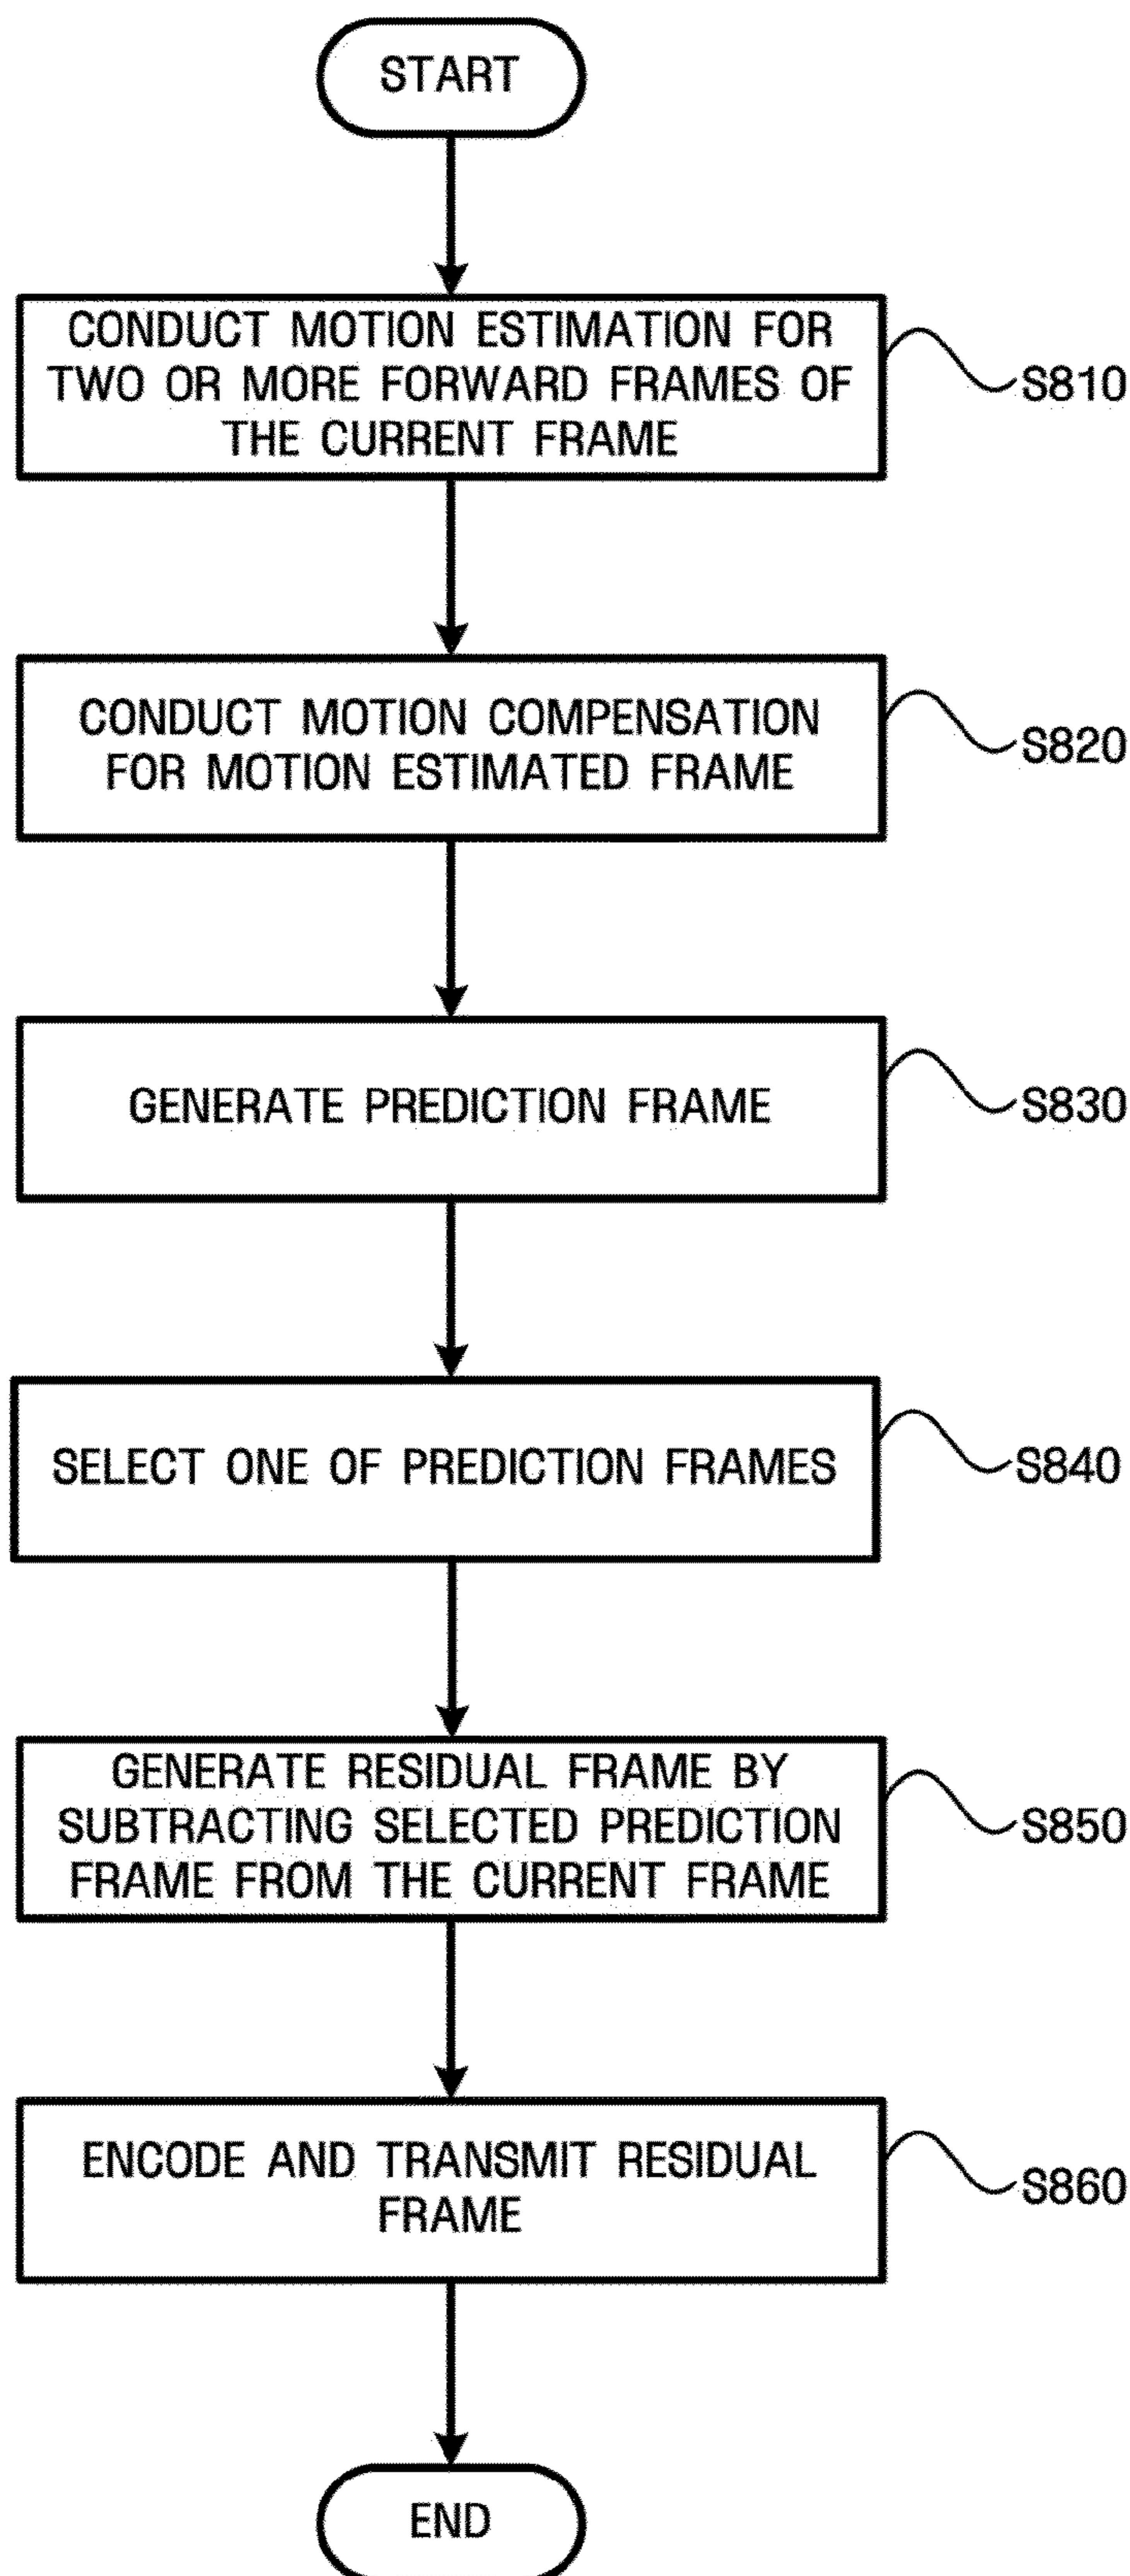 START
CONDUCT MOTION ESTIMATION FOR
TWO OR MORE FORWARD FRAMES OF
THE CURRENT FRAME
S810
CONDUCT MOTION COMPENSATION
FOR MOTION ESTIMATED FRAME
S820
GENERATE PREDICTION FRAME
S830
SELECT ONE OF PREDICTION FRAMES
S840
GENERATE RESIDUAL FRAME BY
SUBTRACTING SELECTED PREDICTION
FRAME FROM THE CURRENT FRAME
S850
ENCODE AND TRANSMIT RESIDUAL
FRAME
S860
END